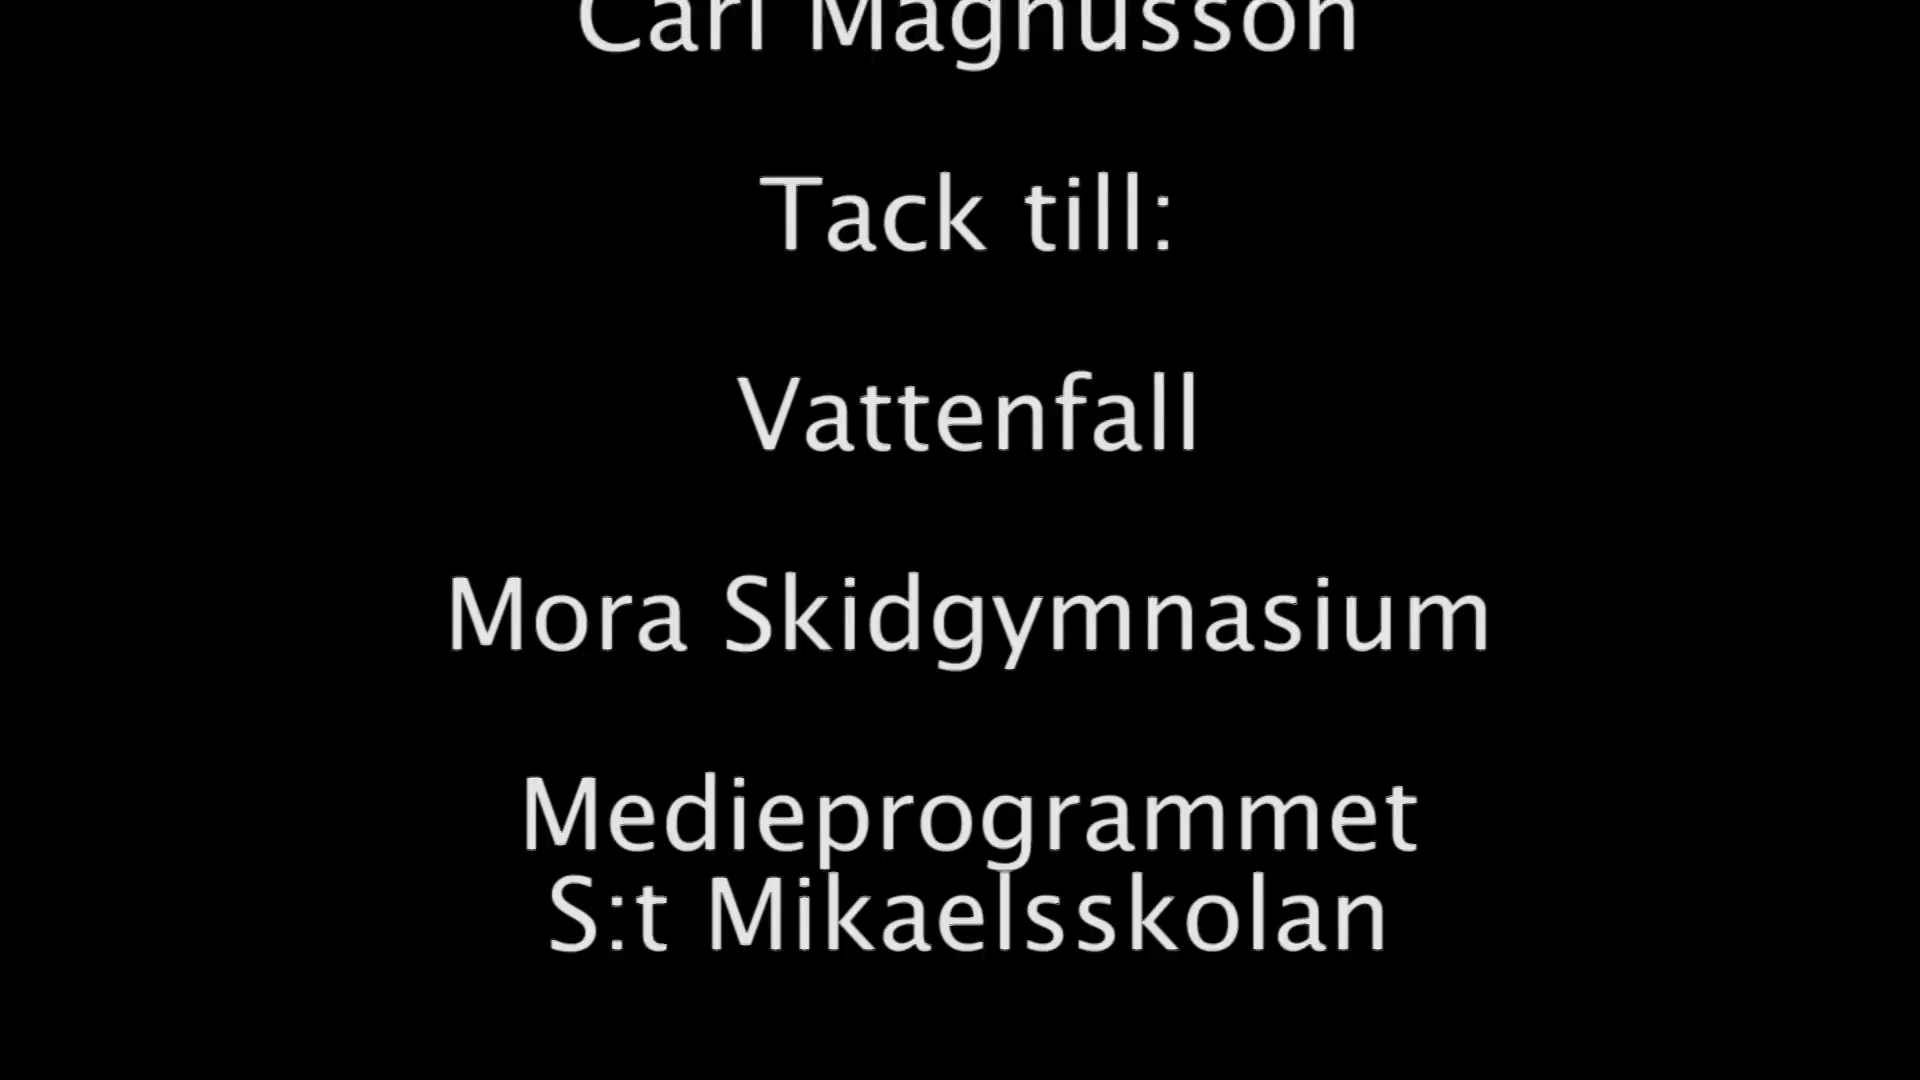 Carl Magnusson
Tack till:
Vattenfall
Mora Skidgymnasium
Medieprogrammet
S:t Mikaelsskolan